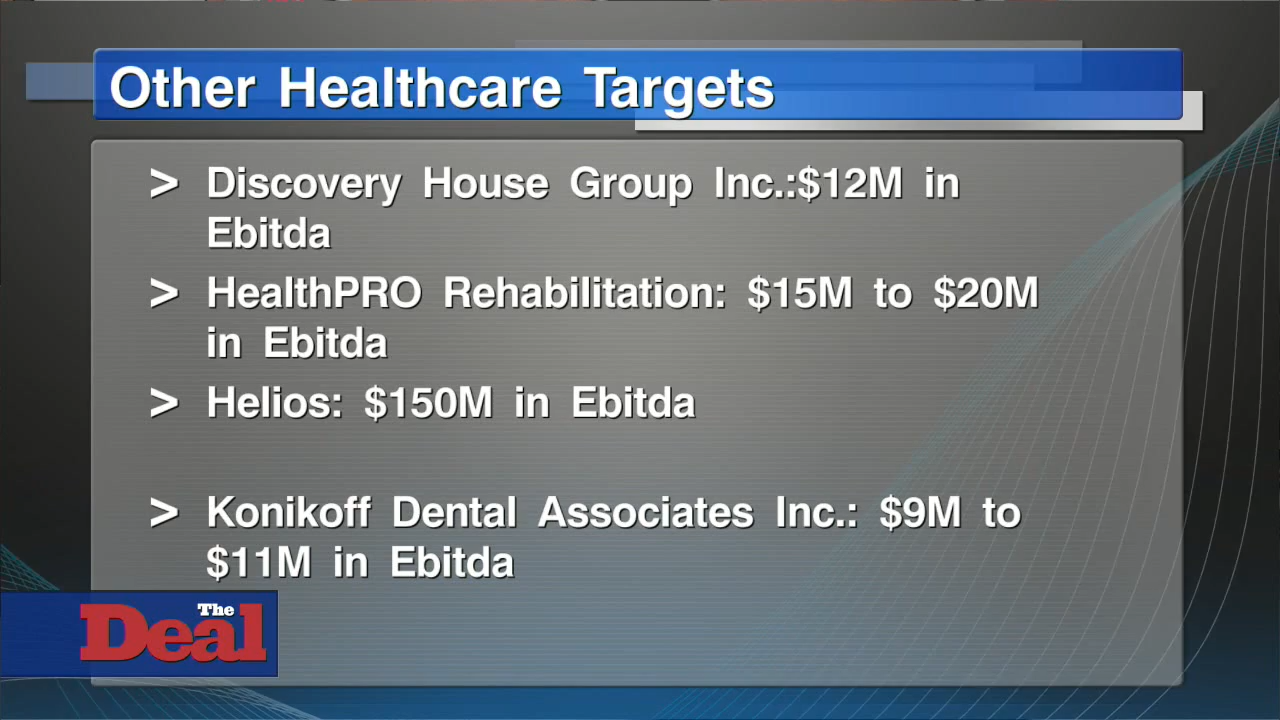 Other Healthcare Targets
> Discovery House Group Inc.:$12M in
Ebitda
> HealthPRO Rehabilitation: $15M to $20M
in Ebitda
> Helios: $150M in Ebitda
> Konikoff Dental Associates Inc.: $9M to
$11M in Ebitda
The
Deal